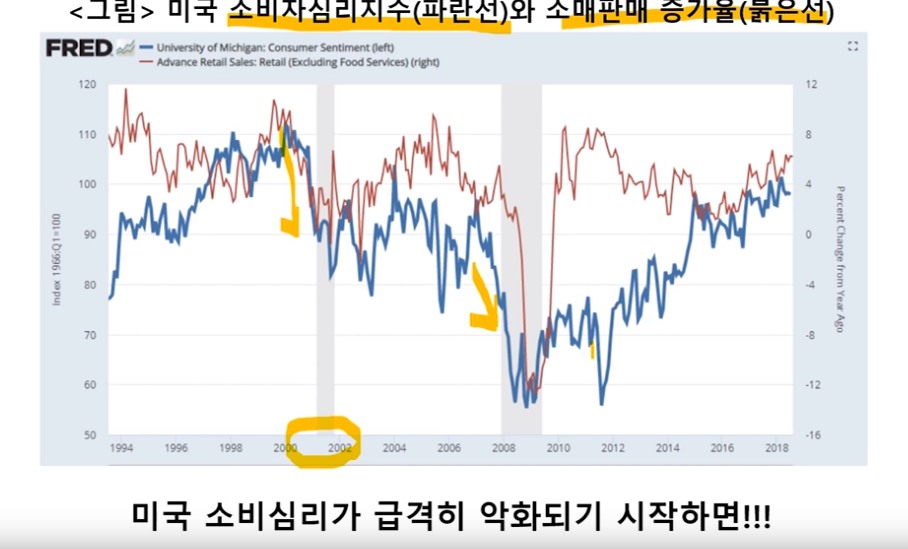 <그림> 미국 소비자심리지수(파란선)와 소매판매 증가율(붉은선)
FRED
University of Michigan: Consumer Sentiment (left)
Advance Retail Sales: Retail (Excluding Food Services) (right)
120
110
100
90
80
70
60
50
Index 1966:Q1=100
12
8
4
0
-4
-8
-12
-16
Percent Change from Year Ago
1994 1996 1998 2000 2002 2004 2006 2008 2010 2012 2014 2016 2018
미국 소비심리가 급격히 악화되기 시작하면!!!